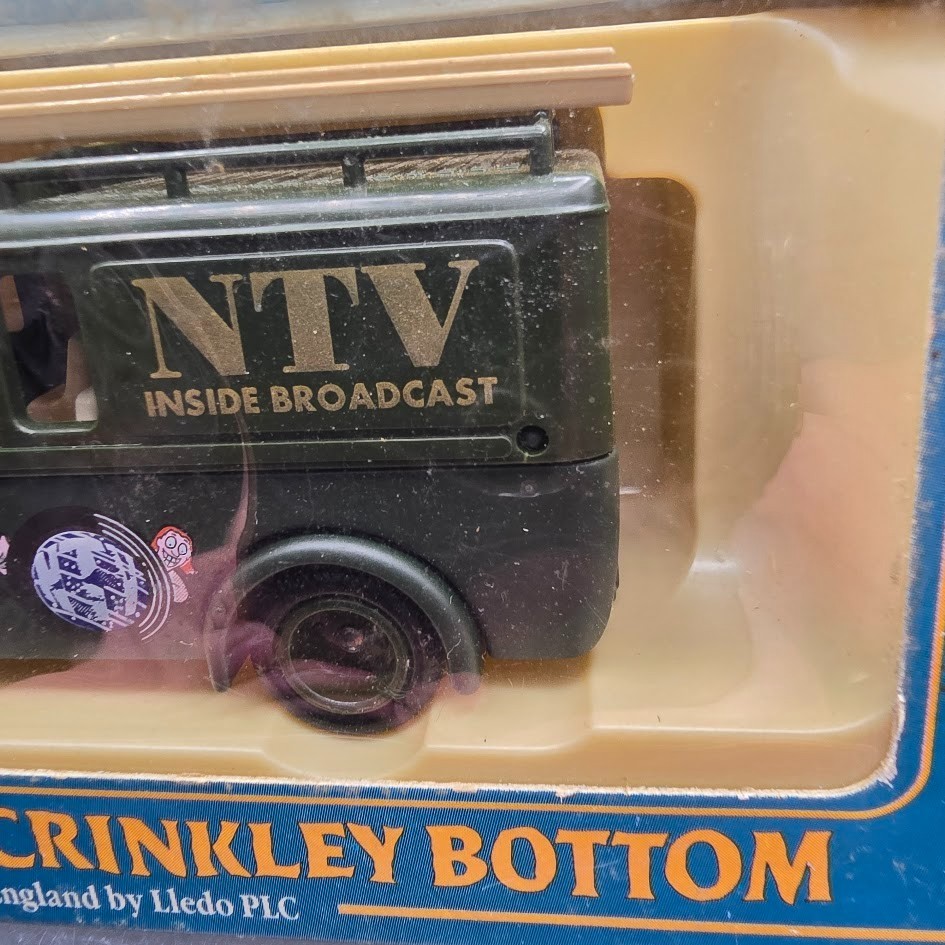 NTV
INSIDE BROADCAST
CRINKLEY BOTTOM
England by Lledo PLC